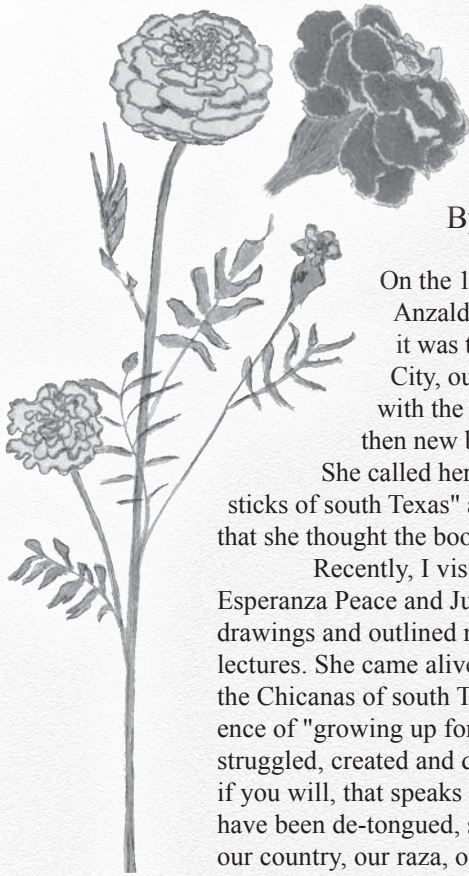 By
On the 1
Anzald
it was t
City, ou
with the
then new b
She called her
sticks of south Texas" a
that she thought the boo
Recently, I vis
Esperanza Peace and Ju
drawings and outlined n
lectures. She came alive
the Chicanas of south T
ence of "growing up for
struggled, created and d
if you will, that speaks
have been de-tongued, s
our country, our raza, o